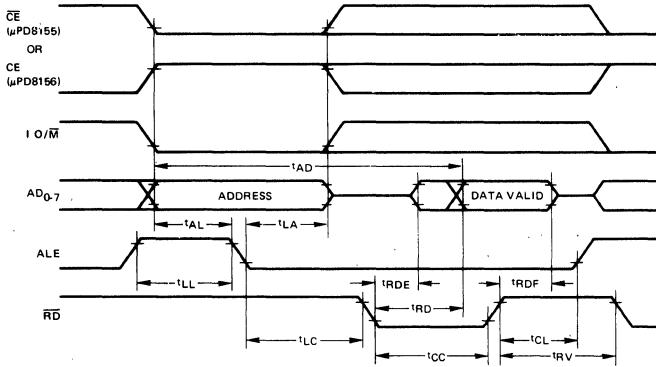 CE
(µPD8155)
OR
CE
(µPD8156)
IO/M
tAD
AD0-7
ADDRESS
DATA VALID
tAL
tLA
ALE
tLL
tRDE
tRDF
RD
tRD
tLC
tCC
tCL
tRV